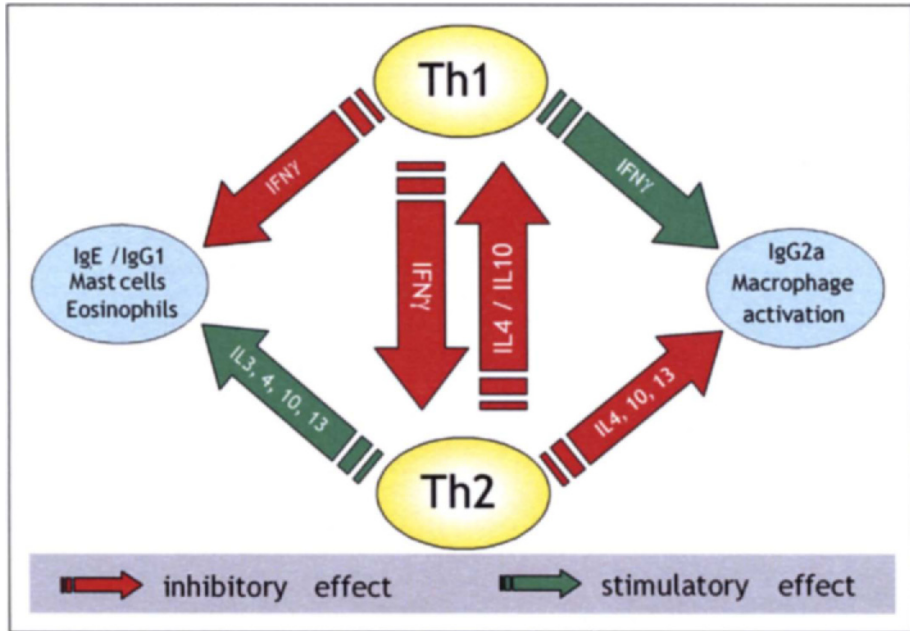 Th1
IFNγ
IFNγ
IgE /IgG1
Mast cells
Eosinophils
IFNγ
IL4 / IL10
IgG2a
Macrophage
activation
IL3, 4, 10, 13
IL4, 10, 13
Th2
inhibitory effect
stimulatory effect